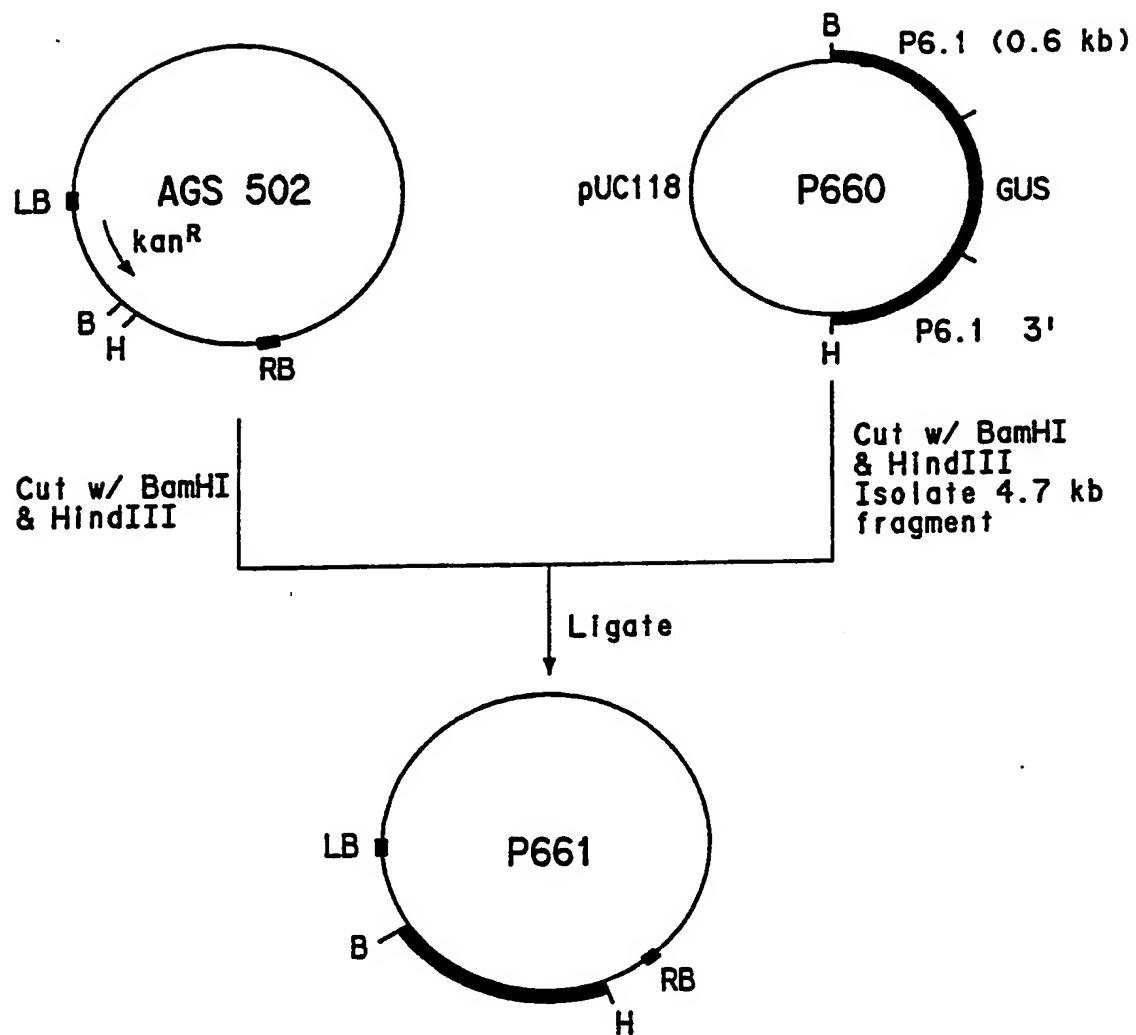 AGS 502
LB
kanR
B
H
RB
B
P6.1 (0.6 kb)
pUC118
P660
GUS
P6.1 3'
H
Cut w/ BamHI
& HindIII
Cut w/ BamHI
& HindIII
Isolate 4.7 kb
fragment
Ligate
LB
P661
B
RB
H